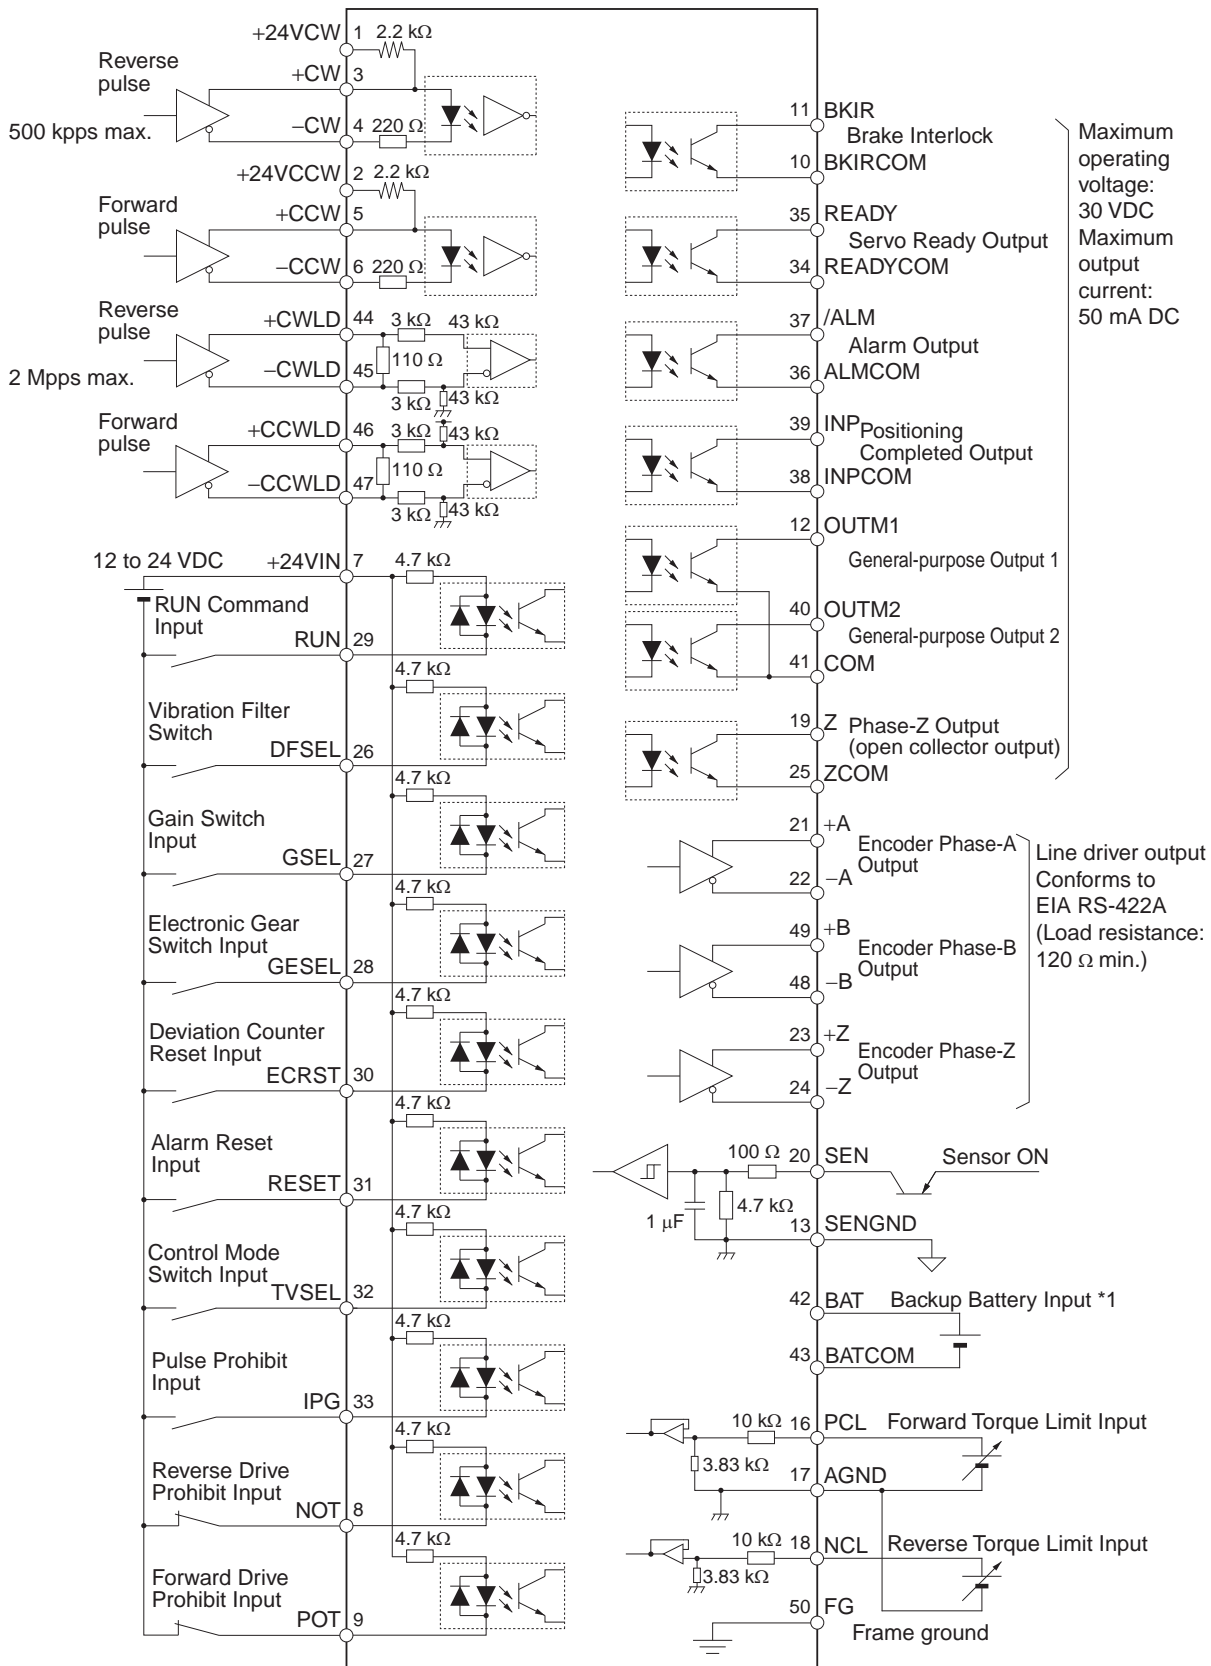 +24VCW 1 2.2 kΩ
Reverse
pulse
+CW 3
500 kpps max.
−CW 4 220 Ω
+24VCCW 2 2.2 kΩ
Forward
pulse
+CCW 5
−CCW 6 220 Ω
Reverse
pulse
+CWLD 44 3 kΩ 43 kΩ
110 Ω
2 Mpps max.
−CWLD 45
3 kΩ 43 kΩ
Forward
pulse
+CCWLD 46 3 kΩ 43 kΩ
110 Ω
−CCWLD 47
3 kΩ 43 kΩ
12 to 24 VDC
+24VIN 7 4.7 kΩ
RUN Command
Input
RUN 29
4.7 kΩ
Vibration Filter
Switch
DFSEL 26
4.7 kΩ
Gain Switch
Input
GSEL 27
4.7 kΩ
Electronic Gear
Switch Input
GESEL 28
4.7 kΩ
Deviation Counter
Reset Input
ECRST 30
4.7 kΩ
Alarm Reset
Input
RESET 31
4.7 kΩ
Control Mode
Switch Input
TVSEL 32
4.7 kΩ
Pulse Prohibit
Input
IPG 33
4.7 kΩ
Reverse Drive
Prohibit Input
NOT 8
4.7 kΩ
Forward Drive
Prohibit Input
POT 9
11 BKIR
Brake Interlock
10 BKIRCOM
35 READY
Servo Ready Output
34 READYCOM
37 /ALM
Alarm Output
36 ALMCOM
39 INP Positioning
Completed Output
38 INPCOM
12 OUTM1
General-purpose Output 1
40 OUTM2
General-purpose Output 2
41 COM
19 Z Phase-Z Output
(open collector output)
25 ZCOM
Maximum
operating
voltage:
30 VDC
Maximum
output
current:
50 mA DC
21 +A
Encoder Phase-A
Output
22 −A
49 +B
Encoder Phase-B
Output
48 −B
23 +Z
Encoder Phase-Z
Output
24 −Z
Line driver output
Conforms to
EIA RS-422A
(Load resistance:
120 Ω min.)
100 Ω 20 SEN Sensor ON
4.7 kΩ
1 µF
13 SENGND
42 BAT Backup Battery Input *1
43 BATCOM
10 kΩ 16 PCL Forward Torque Limit Input
3.83 kΩ
17 AGND
10 kΩ 18 NCL Reverse Torque Limit Input
3.83 kΩ
50 FG
Frame ground